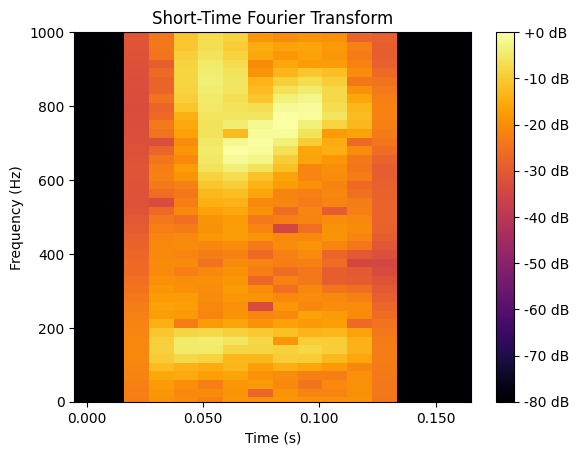 Short-Time Fourier Transform
Frequency (Hz)
1000
800
600
400
200
0
0.000
0.050
0.100
0.150
Time (s)
+0 dB
-10 dB
-20 dB
-30 dB
-40 dB
-50 dB
-60 dB
-70 dB
-80 dB